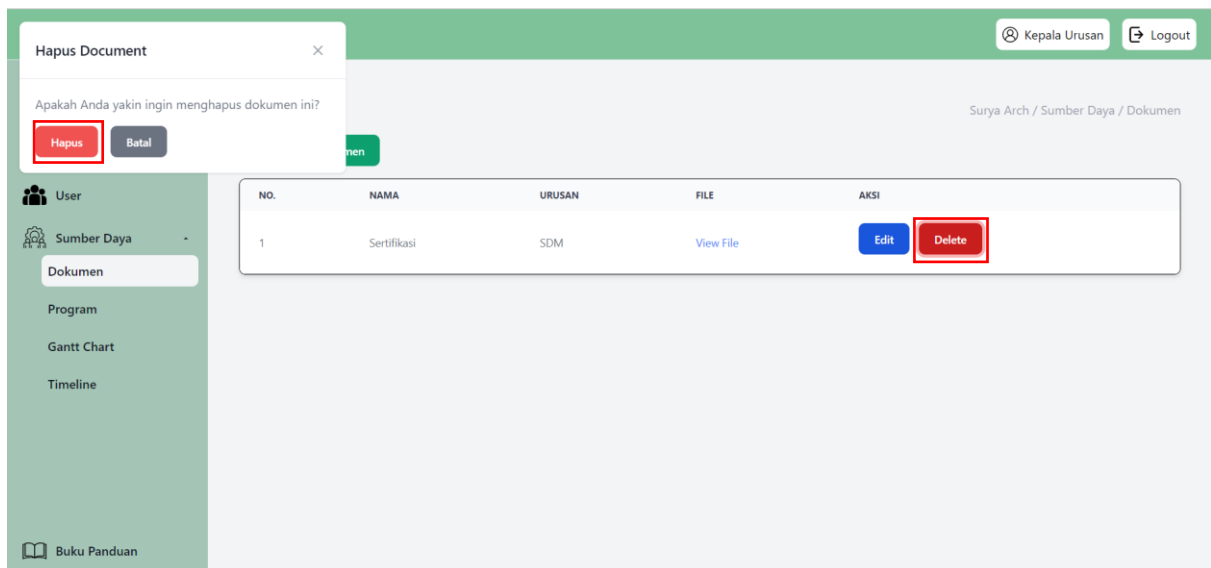 Hapus Document
Apakah Anda yakin ingin menghapus dokumen ini?
Hapus Batal
Kepala Urusan Logout
Surya Arch / Sumber Daya / Dokumen
User
Sumber Daya
Dokumen
Program
Gantt Chart
Timeline
Buku Panduan
NO. NAMA URUSAN FILE AKSI
1 Sertifikasi SDM View File Edit Delete